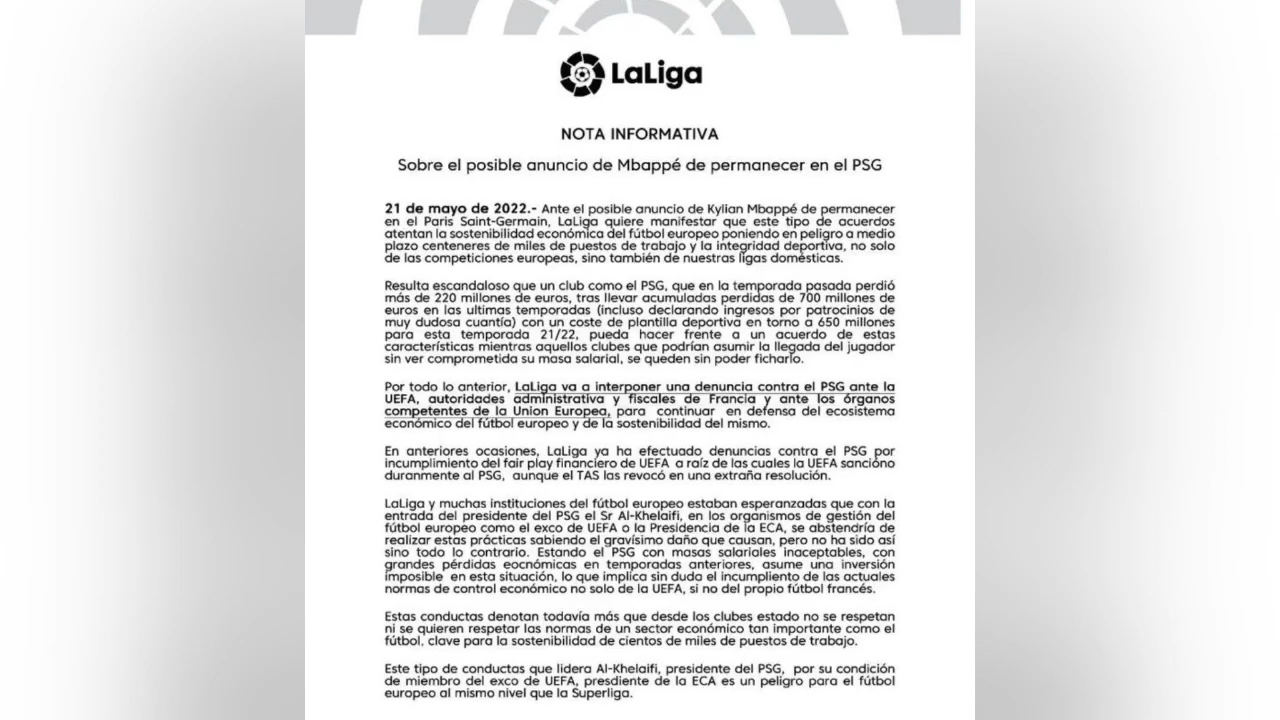 LaLiga
NOTA INFORMATIVA
Sobre el posible anuncio de Mbappé de permanecer en el PSG
21 de mayo de 2022.- Ante el posible anuncio de Kylian Mbappé de permanecer
en el Paris Saint-Germain, LaLiga quiere manifestar que este tipo de acuerdos
atentan la sostenibilidad económica del fútbol europeo poniendo en peligro a medio
plazo centeneres de miles de puestos de trabajo y la integridad deportiva, no solo
de las competiciones europeas, sino también de nuestras ligas domésticas.
Resulta escandaloso que un club como el PSG, que en la temporada pasada perdió
más de 220 millones de euros, tras llevar acumuladas perdidas de 700 millones de
euros en las ultimas temporadas (incluso declarando ingresos por patrocinios de
muy dudosa cuantía) con un coste de plantilla deportiva en torno a 650 millones
para esta temporada 21/22, pueda hacer frente a un acuerdo de estas
características mientras aquellos clubes que podrían asumir la llegada del jugador
sin ver comprometida su masa salarial, se queden sin poder ficharlo.
Por todo lo anterior, LaLiga va a interponer una denuncia contra el PSG ante la
UEFA, autoridades administrativa y fiscales de Francia y ante los órganos
competentes de la Union Europea, para continuar en defensa del ecosistema
económico del fútbol europeo y de la sostenibilidad del mismo.
En anteriores ocasiones, LaLiga ya ha efectuado denuncias contra el PSG por
incumplimiento del fair play financiero de UEFA a raíz de las cuales la UEFA sancióno
duranmente al PSG, aunque el TAS las revocó en una extraña resolución.
LaLiga y muchas instituciones del fútbol europeo estaban esperanzadas que con la
entrada del presidente del PSG el Sr Al-Khelaifi, en los organismos de gestión del
fútbol europeo como el exco de UEFA o la Presidencia de la ECA, se abstendría de
realizar estas prácticas sabiendo el gravísimo daño que causan, pero no ha sido así
sino todo lo contrario. Estando el PSG con masas salariales inaceptables, con
grandes pérdidas eocnómicas en temporadas anteriores, asume una inversión
imposible en esta situación, lo que implica sin duda el incumpliento de las actuales
normas de control económico no solo de la UEFA, si no del propio fútbol francés.
Estas conductas denotan todavía más que desde los clubes estado no se respetan
ni se quieren respetar las normas de un sector económico tan importante como el
fútbol, clave para la sostenibilidad de cientos de miles de puestos de trabajo.
Este tipo de conductas que lidera Al-Khelaifi, presidente del PSG, por su condición
de miembro del exco de UEFA, presdiente de la ECA es un peligro para el fútbol
europeo al mismo nivel que la Superliga.